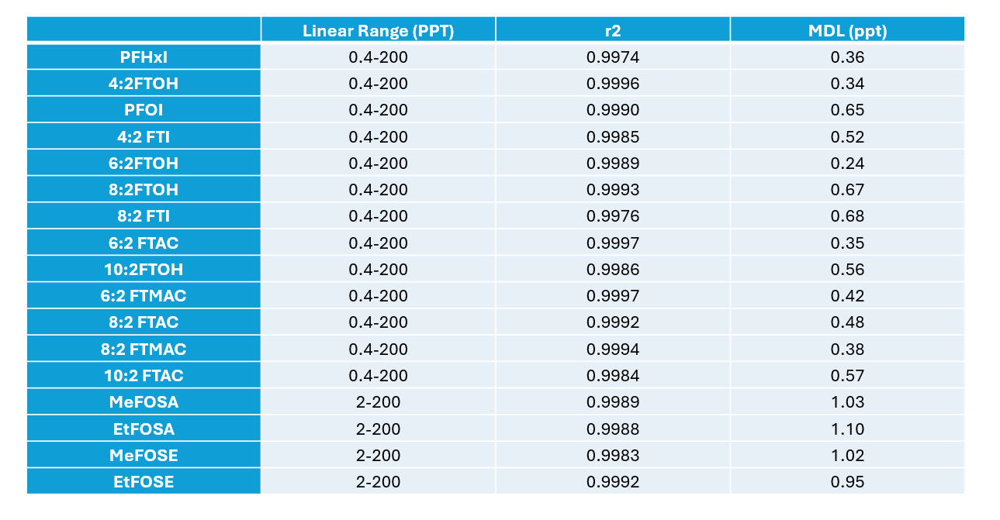 Linear Range (PPT) r2 MDL (ppt)
PFHxI 0.4-200 0.9974 0.36
4:2FTOH 0.4-200 0.9996 0.34
PFOI 0.4-200 0.9990 0.65
4:2 FTI 0.4-200 0.9985 0.52
6:2FTOH 0.4-200 0.9989 0.24
8:2FTOH 0.4-200 0.9993 0.67
8:2 FTI 0.4-200 0.9976 0.68
6:2 FTAC 0.4-200 0.9997 0.35
10:2FTOH 0.4-200 0.9986 0.56
6:2 FTMAC 0.4-200 0.9997 0.42
8:2 FTAC 0.4-200 0.9992 0.48
8:2 FTMAC 0.4-200 0.9994 0.38
10:2 FTAC 0.4-200 0.9984 0.57
MeFOSA 2-200 0.9989 1.03
EtFOSA 2-200 0.9988 1.10
MeFOSE 2-200 0.9983 1.02
EtFOSE 2-200 0.9992 0.95